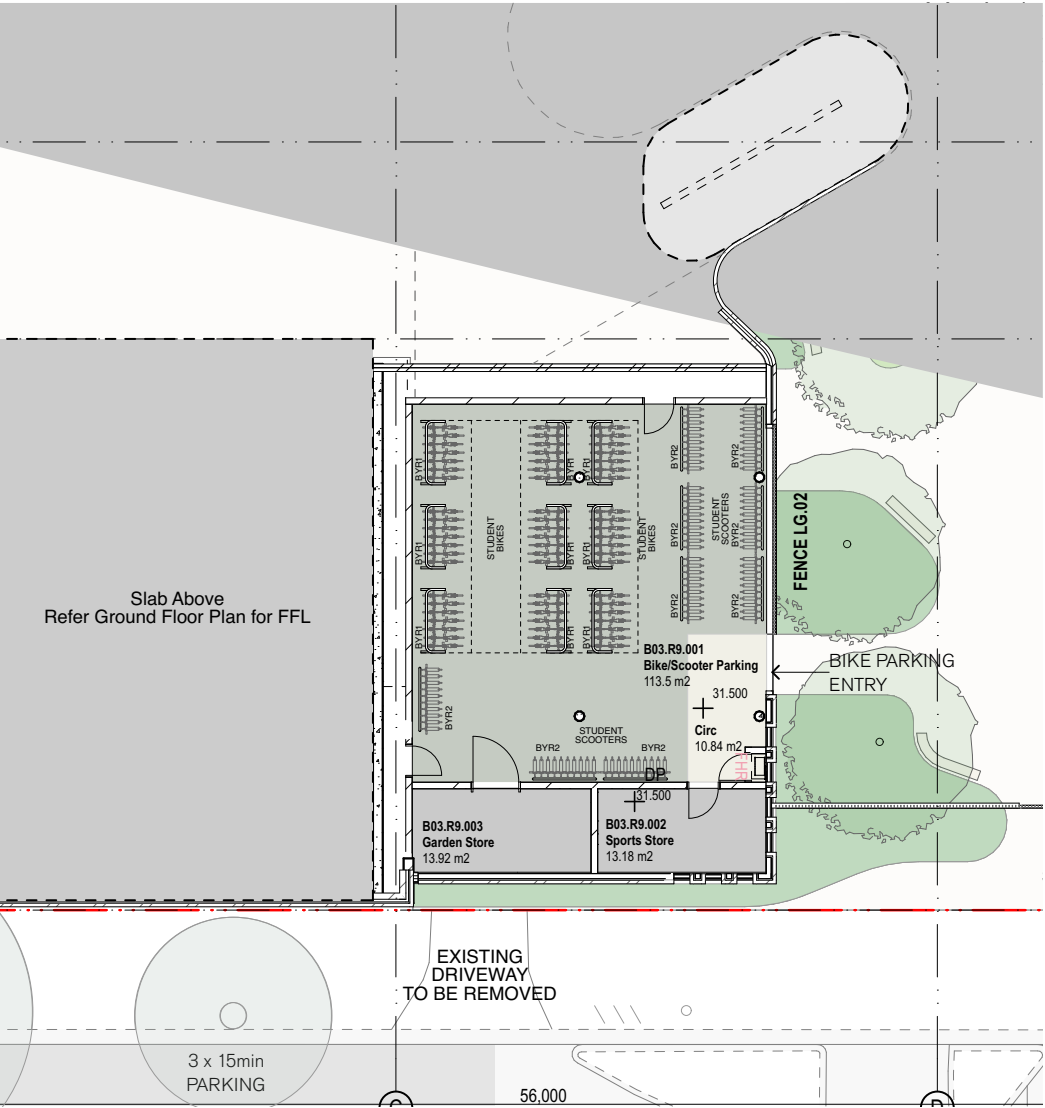 BYR1
BYR1
BYR1
BYR1
BYR1
BYR1
BYR1
BYR1
BYR1
STUDENT
BIKES
STUDENT
BIKES
BYR2
BYR2
BYR2
BYR2
BYR2
BYR2
STUDENT
SCOOTERS
FENCE LG.02
Slab Above
Refer Ground Floor Plan for FFL
B03.R9.001
Bike/Scooter Parking
113.5 m2
BIKE PARKING
ENTRY
31.500
Circ
10.84 m2
FHR
BYR2
STUDENT
SCOOTERS
BYR2
BYR2
DP
31.500
B03.R9.003
Garden Store
13.92 m2
B03.R9.002
Sports Store
13.18 m2
EXISTING
DRIVEWAY
TO BE REMOVED
3 x 15min
PARKING
56,000